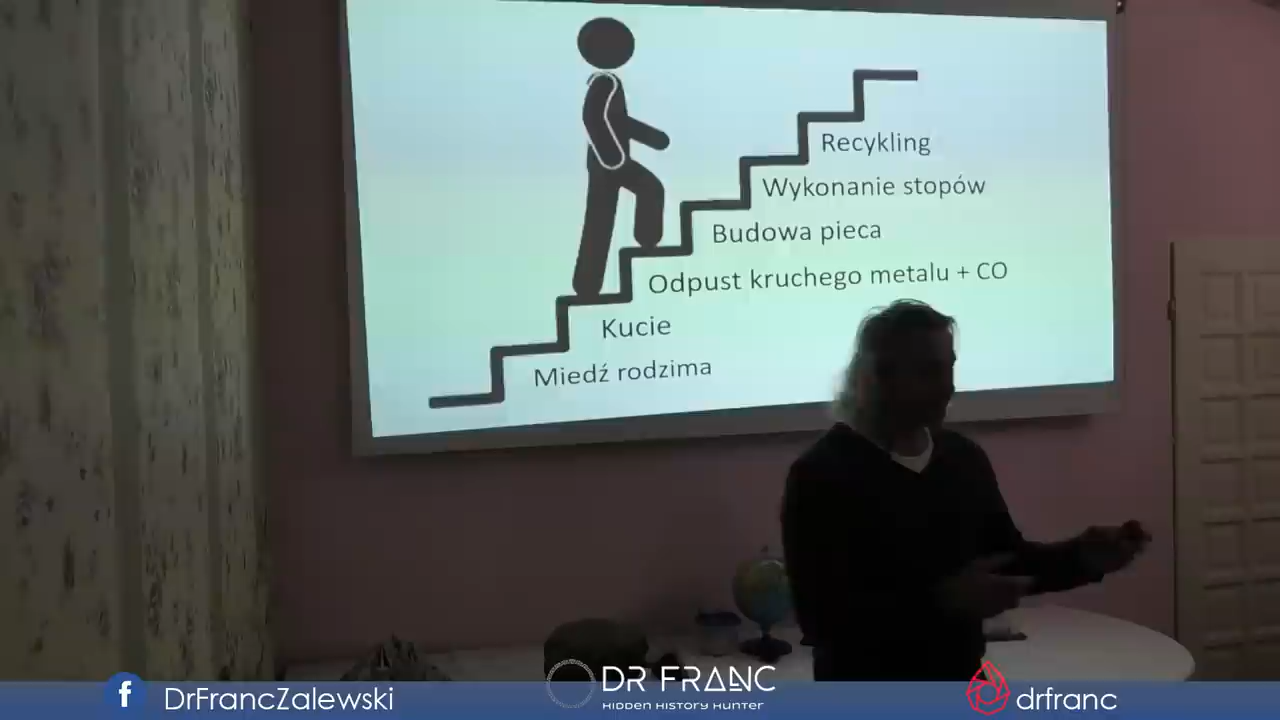 Recykling
Wykonanie stopów
Budowa pieca
Odpust kruchego metalu + CO
Kucie
Miedź rodzima
f DrFrancZalewski
DR FRANC
HIDDEN HISTORY HUNTER
drfranc